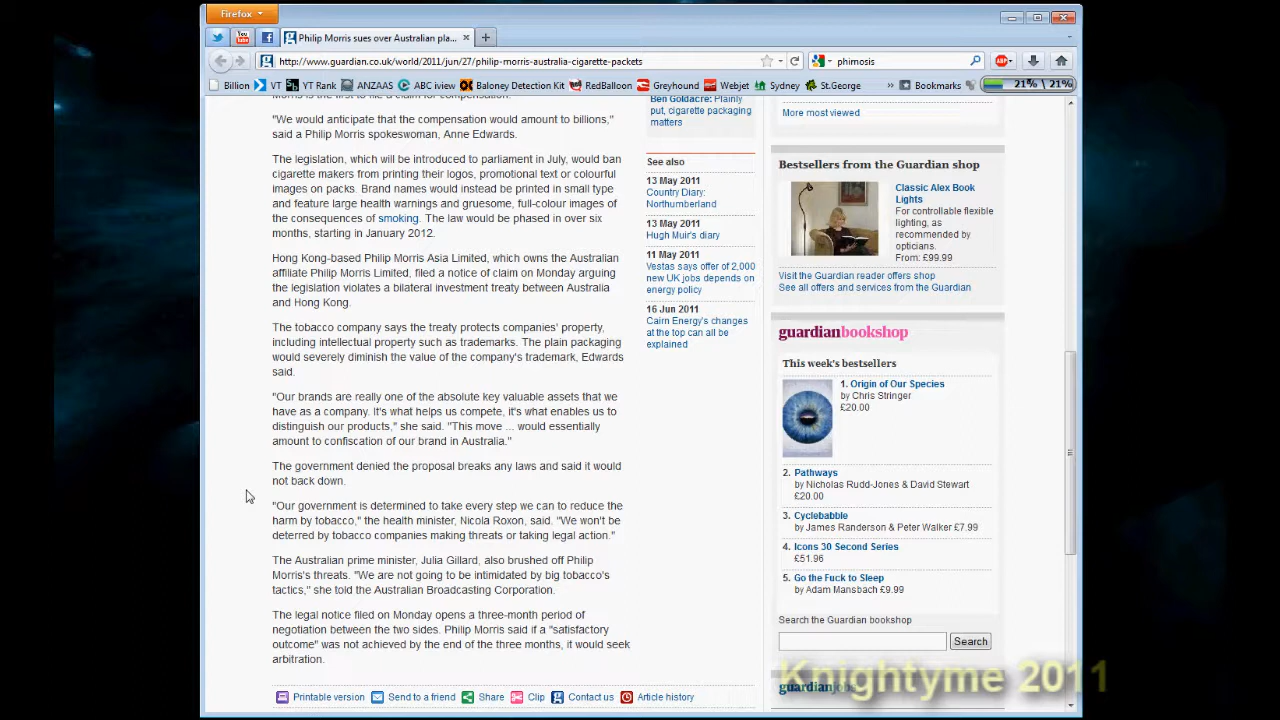 Firefox
Philip Morris sues over Australian pla...
http://www.guardian.co.uk/world/2011/jun/27/philip-morris-australia-cigarette-packets
phimosis
ABP
Billion
VT
VT Rank
ANZAAS
ABC iview
Baloney Detection Kit
RedBalloon
Greyhound
Webjet
Sydney
St.George
»
Bookmarks
21% \ 21%
Morris is the first to file a claim for compensation.
"We would anticipate that the compensation would amount to billions,"
said a Philip Morris spokeswoman, Anne Edwards.
The legislation, which will be introduced to parliament in July, would ban
cigarette makers from printing their logos, promotional text or colourful
images on packs. Brand names would instead be printed in small type
and feature large health warnings and gruesome, full-colour images of
the consequences of smoking. The law would be phased in over six
months, starting in January 2012.
Hong Kong-based Philip Morris Asia Limited, which owns the Australian
affiliate Philip Morris Limited, filed a notice of claim on Monday arguing
the legislation violates a bilateral investment treaty between Australia
and Hong Kong.
The tobacco company says the treaty protects companies' property,
including intellectual property such as trademarks. The plain packaging
would severely diminish the value of the company's trademark, Edwards
said.
"Our brands are really one of the absolute key valuable assets that we
have as a company. It's what helps us compete, it's what enables us to
distinguish our products," she said. "This move ... would essentially
amount to confiscation of our brand in Australia."
The government denied the proposal breaks any laws and said it would
not back down.
"Our government is determined to take every step we can to reduce the
harm by tobacco," the health minister, Nicola Roxon, said. "We won't be
deterred by tobacco companies making threats or taking legal action."
The Australian prime minister, Julia Gillard, also brushed off Philip
Morris's threats. "We are not going to be intimidated by big tobacco's
tactics," she told the Australian Broadcasting Corporation.
The legal notice filed on Monday opens a three-month period of
negotiation between the two sides. Philip Morris said if a "satisfactory
outcome" was not achieved by the end of the three months, it would seek
arbitration.
Printable version
Send to a friend
Share
Clip
Contact us
Article history
Ben Goldacre: Plainly
put, cigarette packaging
matters
See also
13 May 2011
Country Diary:
Northumberland
13 May 2011
Hugh Muir's diary
11 May 2011
Vestas says offer of 2,000
new UK jobs depends on
energy policy
16 Jun 2011
Cairn Energy's changes
at the top can all be
explained
More most viewed
Bestsellers from the Guardian shop
Classic Alex Book
Lights
For controllable flexible
lighting, as
recommended by
opticians.
From: £99.99
Visit the Guardian reader offers shop
See all offers and services from the Guardian
guardianbookshop
This week's bestsellers
1. Origin of Our Species
by Chris Stringer
£20.00
2. Pathways
by Nicholas Rudd-Jones & David Stewart
£20.00
3. Cyclebabble
by James Randerson & Peter Walker £7.99
4. Icons 30 Second Series
£51.96
5. Go the Fuck to Sleep
by Adam Mansbach £9.99
Search the Guardian bookshop
Search
guardianjobs
Knightyme 2011